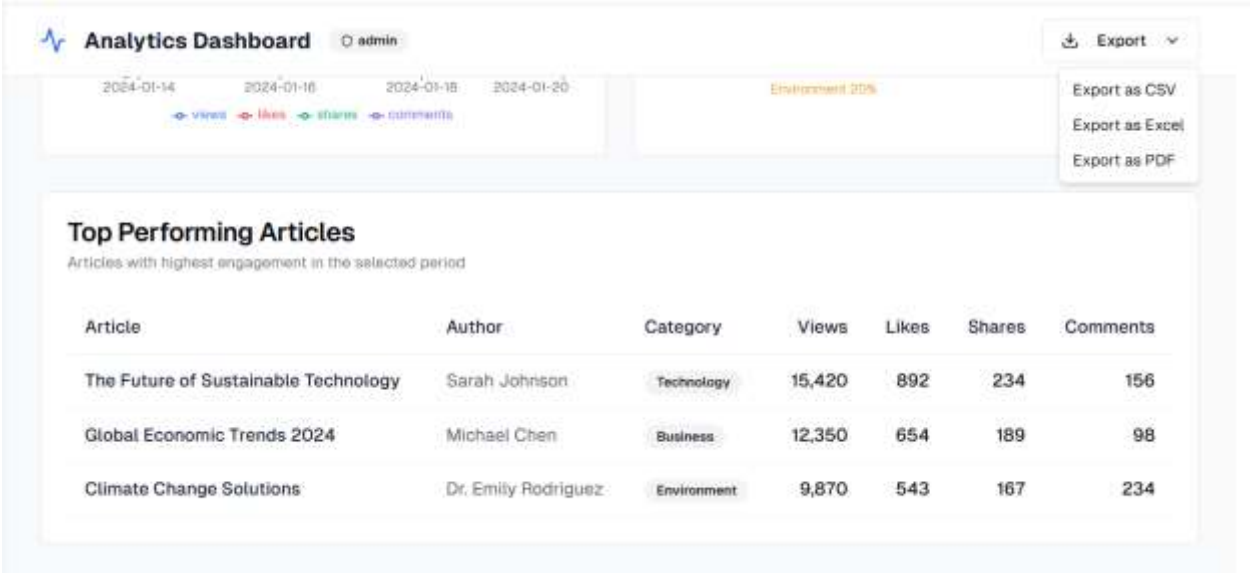 Analytics Dashboard admin Export
2024-01-14 2024-01-16 2024-01-18 2024-01-20
views likes shares comments
Environment 20%
Export as CSV
Export as Excel
Export as PDF
Top Performing Articles
Articles with highest engagement in the selected period
Article Author Category Views Likes Shares Comments
The Future of Sustainable Technology Sarah Johnson Technology 15,420 892 234 156
Global Economic Trends 2024 Michael Chen Business 12,350 654 189 98
Climate Change Solutions Dr. Emily Rodriguez Environment 9,870 543 167 234